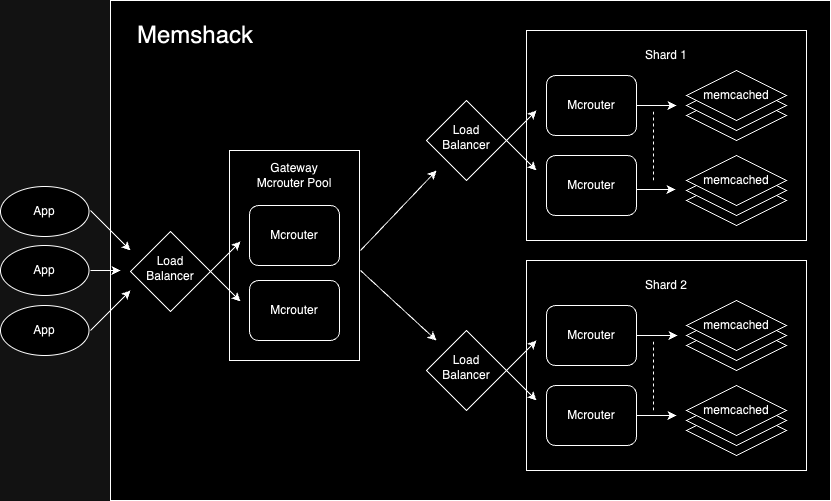 Memshack
App
App
App
Load
Balancer
Gateway
Mcrouter Pool
Mcrouter
Mcrouter
Load
Balancer
Shard 1
Mcrouter
memcached
Mcrouter
memcached
Load
Balancer
Shard 2
Mcrouter
memcached
Mcrouter
memcached